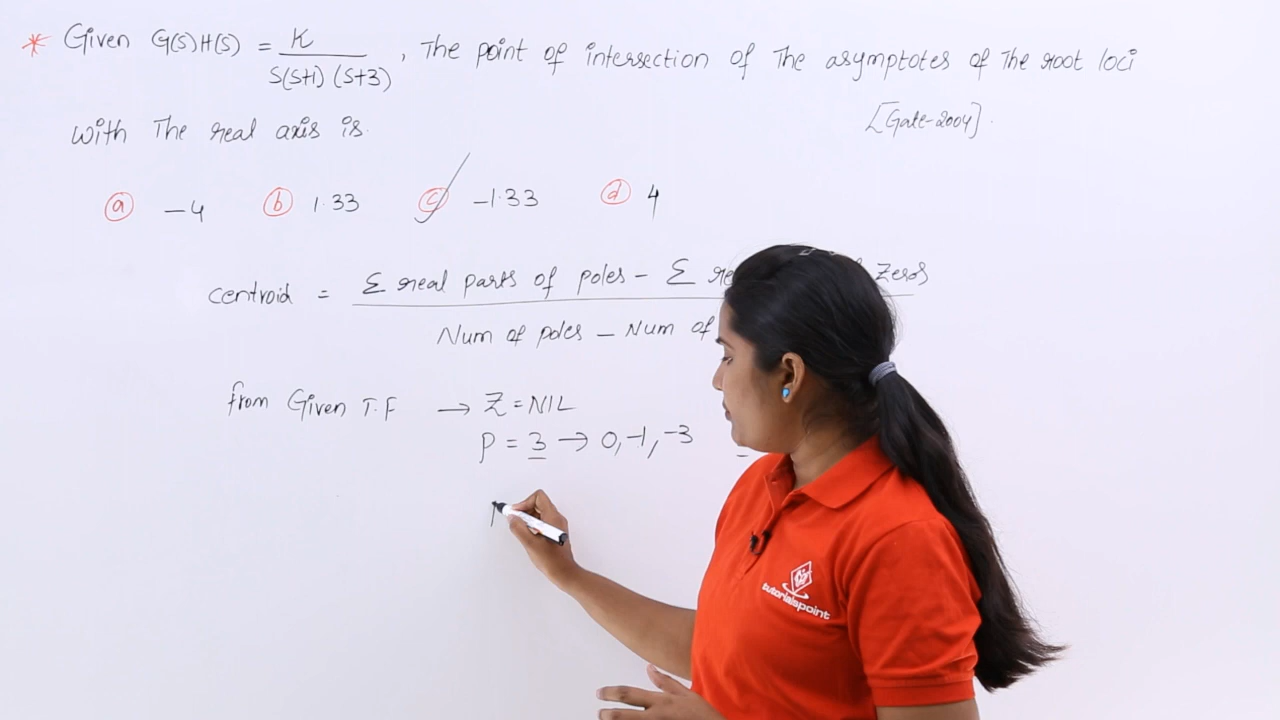 * Given G(S)H(S) = K / S(S+1)(S+3), The point of intersection of The asymptotes of The root loci
with The real axis is.
[Gate-2004].
(a) -4 (b) 1.33 (c) -1.33 (d) 4
centroid = Σ real parts of poles - Σ zeros
Num of poles - Num of
from Given T.F → Z = NIL
P = 3 → 0, -1, -3
tutorialspoint